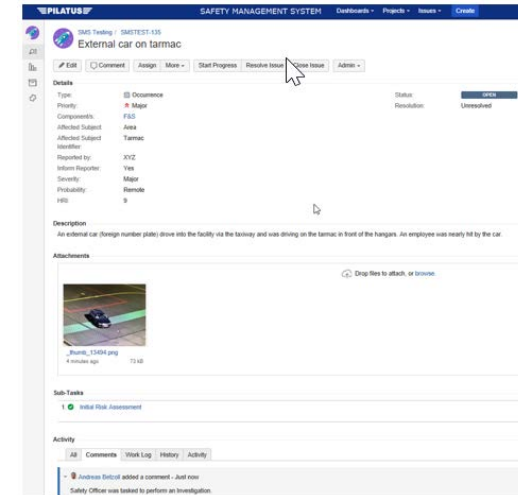 PILATUS
SAFETY MANAGEMENT SYSTEM
Dashboards Projects Issues Create
SMS Testing / SMSTEST-135
External car on tarmac
Edit Comment Assign More Start Progress Resolve Issue Close Issue Admin
Details
Type: Occurrence
Status: OPEN
Priority: Major
Resolution: Unresolved
Component/s: F&S
Affected Subject: Area
Affected Subject Identifier: Tarmac
Reported by: XYZ
Inform Reporter: Yes
Severity: Major
Probability: Remote
HRI: 9
Description
An external car (foreign number plate) drove into the facility via the taxiway and was driving on the tarmac in front of the hangars. An employee was nearly hit by the car.
Attachments
Drop files to attach, or browse.
_thumb_13494.png
4 minutes ago 73 kB
Sub-Tasks
1 Initial Risk Assessment
Activity
All Comments Work Log History Activity
Andreas Betzoll added a comment - Just now
Safety Officer was tasked to perform an Investigation.